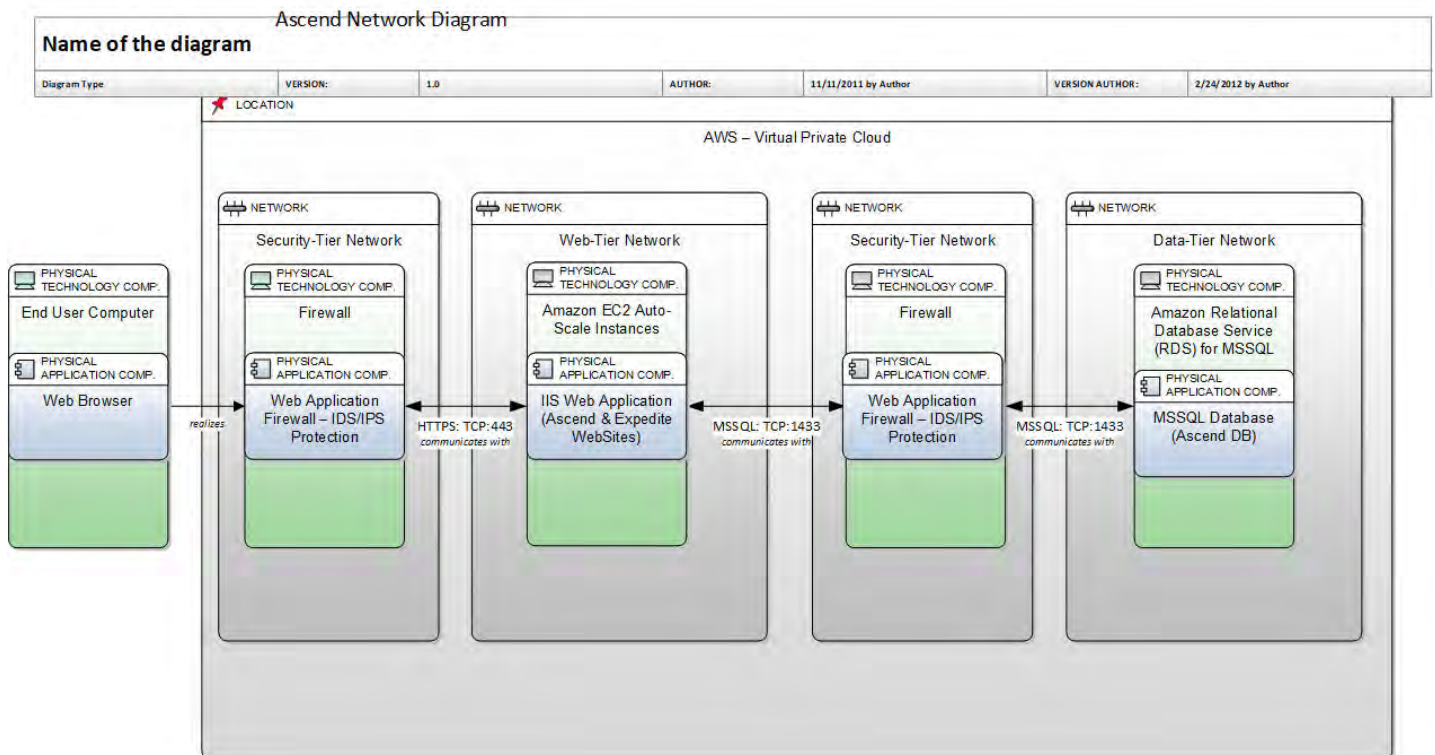 Ascend Network Diagram
Name of the diagram
Diagram Type VERSION: 1.0 AUTHOR: 11/11/2011 by Author VERSION AUTHOR: 2/24/2012 by Author
LOCATION
AWS – Virtual Private Cloud
NETWORK
Security-Tier Network
NETWORK
Web-Tier Network
NETWORK
Security-Tier Network
NETWORK
Data-Tier Network
PHYSICAL
TECHNOLOGY COMP.
End User Computer
PHYSICAL
APPLICATION COMP.
Web Browser
realizes
PHYSICAL
TECHNOLOGY COMP.
Firewall
PHYSICAL
APPLICATION COMP.
Web Application
Firewall – IDS/IPS
Protection
HTTPS: TCP:443
communicates with
PHYSICAL
TECHNOLOGY COMP.
Amazon EC2 Auto-
Scale Instances
PHYSICAL
APPLICATION COMP.
IIS Web Application
(Ascend & Expedite
WebSites)
MSSQL: TCP:1433
communicates with
PHYSICAL
TECHNOLOGY COMP.
Firewall
PHYSICAL
APPLICATION COMP.
Web Application
Firewall – IDS/IPS
Protection
MSSQL: TCP:1433
communicates with
PHYSICAL
TECHNOLOGY COMP.
Amazon Relational
Database Service
(RDS) for MSSQL
PHYSICAL
APPLICATION COMP.
MSSQL Database
(Ascend DB)